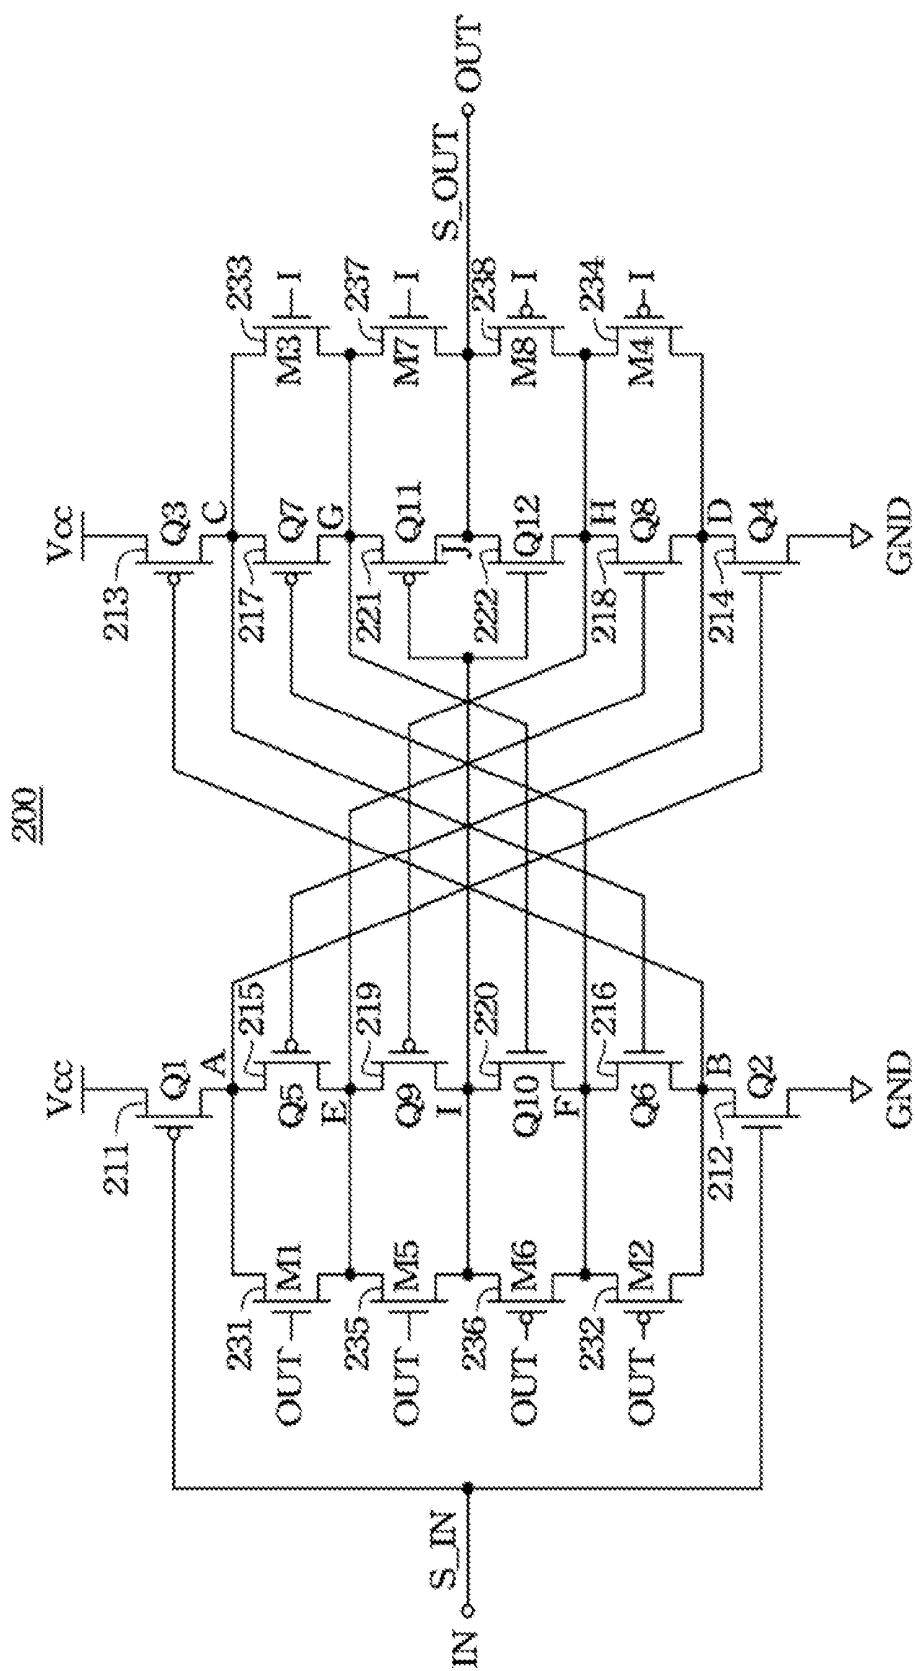 200
Vcc Vcc
211 213
Q1 Q3
A C
231 215 217 233
OUT M1 Q5 Q7 M3 I
E G
235 219 221 237
OUT M5 Q9 Q11 M7 I
S_IN I J S_OUT
IN OUT
236 220 222 238
OUT M6 Q10 Q12 M8 I
F H
232 216 218 234
OUT M2 Q6 Q8 M4 I
212 B 214 D
Q2 Q4
GND GND